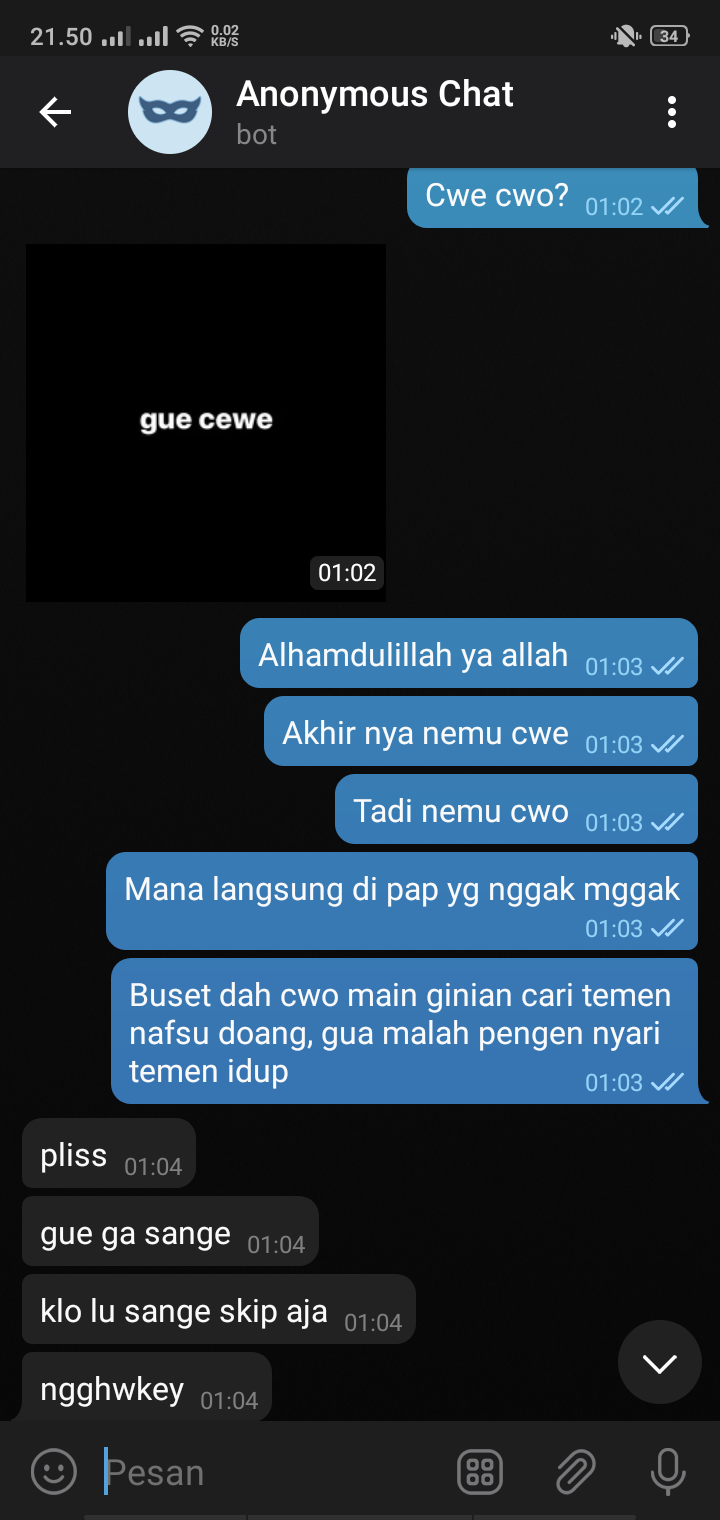 21.50
0.02
KB/S
34
Anonymous Chat
bot
Cwe cwo? 01:02
gue cewe
01:02
Alhamdulillah ya allah 01:03
Akhir nya nemu cwe 01:03
Tadi nemu cwo 01:03
Mana langsung di pap yg nggak mggak
01:03
Buset dah cwo main ginian cari temen
nafsu doang, gua malah pengen nyari
temen idup 01:03
pliss 01:04
gue ga sange 01:04
klo lu sange skip aja 01:04
ngghwkey 01:04
Pesan